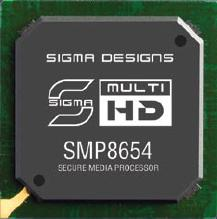 SIGMA DESIGNS
SIGMA
MULTI
HD
SMP8654
SECURE MEDIA PROCESSOR